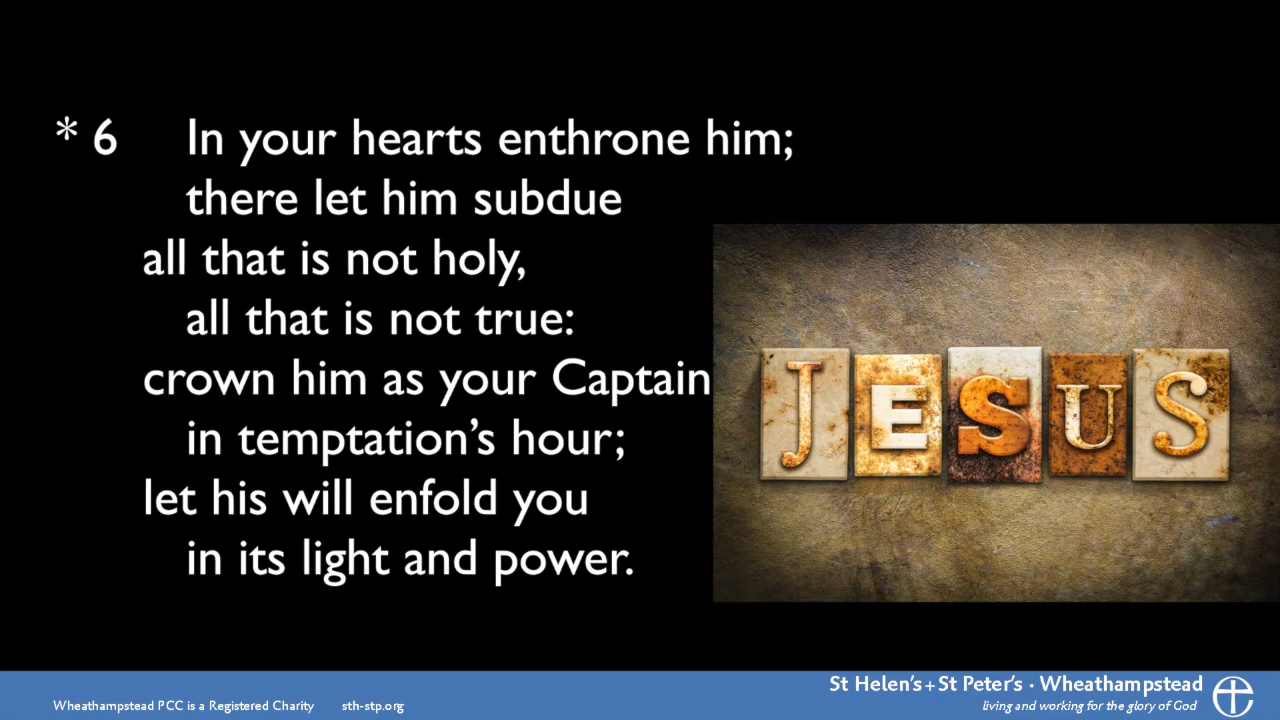 * 6 In your hearts enthrone him;
there let him subdue
all that is not holy,
all that is not true:
crown him as your Captain
in temptation’s hour;
let his will enfold you
in its light and power.
JESUS
St Helen’s + St Peter’s · Wheathampstead
living and working for the glory of God
Wheathampstead PCC is a Registered Charity sth-stp.org